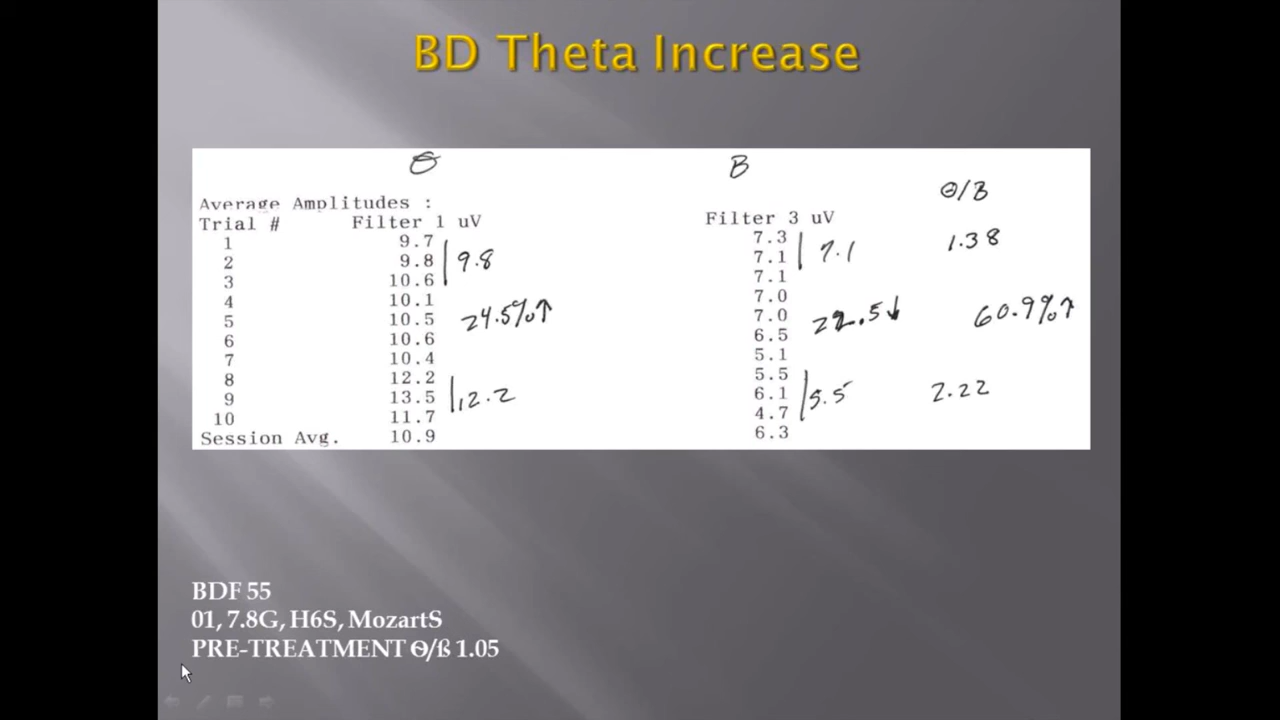 BD Theta Increase
Θ B
Θ/B
Average Amplitudes :
Trial # Filter 1 uV Filter 3 uV
1 9.7 7.3
2 9.8 7.1
3 10.6 7.1
4 10.1 7.0
5 10.5 7.0
6 10.6 6.5
7 10.4 5.1
8 12.2 5.5
9 13.5 6.1
10 11.7 4.7
Session Avg. 10.9 6.3
9.8 7.1 1.38
24.5%↑ 22.5↓ 60.9%↑
12.2 5.5 2.22
BDF 55
01, 7.8G, H6S, MozartS
PRE-TREATMENT Θ/ß 1.05